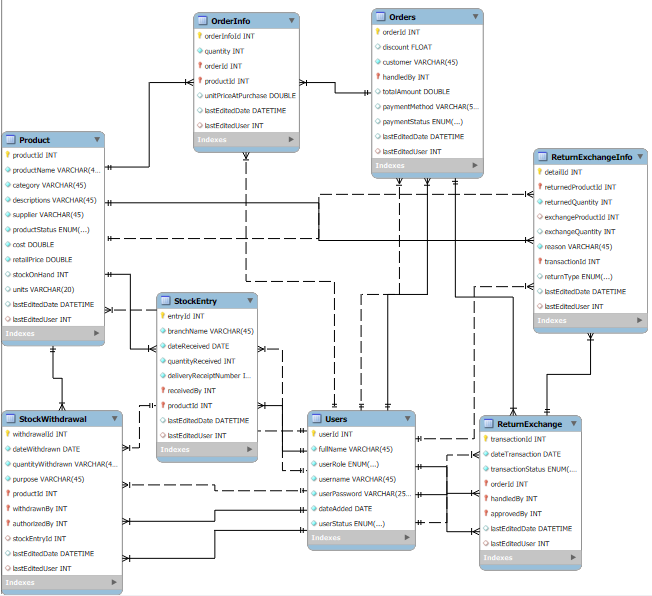 OrderInfo
orderInfoId INT
quantity INT
orderId INT
productId INT
unitPriceAtPurchase DOUBLE
lastEditedDate DATETIME
lastEditedUser INT
Indexes
Orders
orderId INT
discount FLOAT
customer VARCHAR(45)
handledBy INT
totalAmount DOUBLE
paymentMethod VARCHAR(5...
paymentStatus ENUM(...)
lastEditedDate DATETIME
lastEditedUser INT
Indexes
Product
productId INT
productName VARCHAR(4...
category VARCHAR(45)
descriptions VARCHAR(45)
supplier VARCHAR(45)
productStatus ENUM(...)
cost DOUBLE
retailPrice DOUBLE
stockOnHand INT
units VARCHAR(20)
lastEditedDate DATETIME
lastEditedUser INT
Indexes
ReturnExchangeInfo
detailId INT
returnedProductId INT
returnedQuantity INT
exchangeProductId INT
exchangeQuantity INT
reason VARCHAR(45)
transactionId INT
returnType ENUM(...)
lastEditedDate DATETIME
lastEditedUser INT
Indexes
StockEntry
entryId INT
branchName VARCHAR(45)
dateReceived DATE
quantityReceived INT
deliveryReceiptNumber I...
receivedBy INT
productId INT
lastEditedDate DATETIME
lastEditedUser INT
Indexes
StockWithdrawal
withdrawalId INT
dateWithdrawn DATE
quantityWithdrawn VARCHAR(4...
purpose VARCHAR(45)
productId INT
withdrawnBy INT
authorizedBy INT
stockEntryId INT
lastEditedDate DATETIME
lastEditedUser INT
Indexes
Users
userId INT
fullName VARCHAR(45)
userRole ENUM(...)
username VARCHAR(45)
userPassword VARCHAR(25...
dateAdded DATE
userStatus ENUM(...)
Indexes
ReturnExchange
transactionId INT
dateTransaction DATE
transactionStatus ENUM(...
orderId INT
handledBy INT
approvedBy INT
lastEditedDate DATETIME
lastEditedUser INT
Indexes